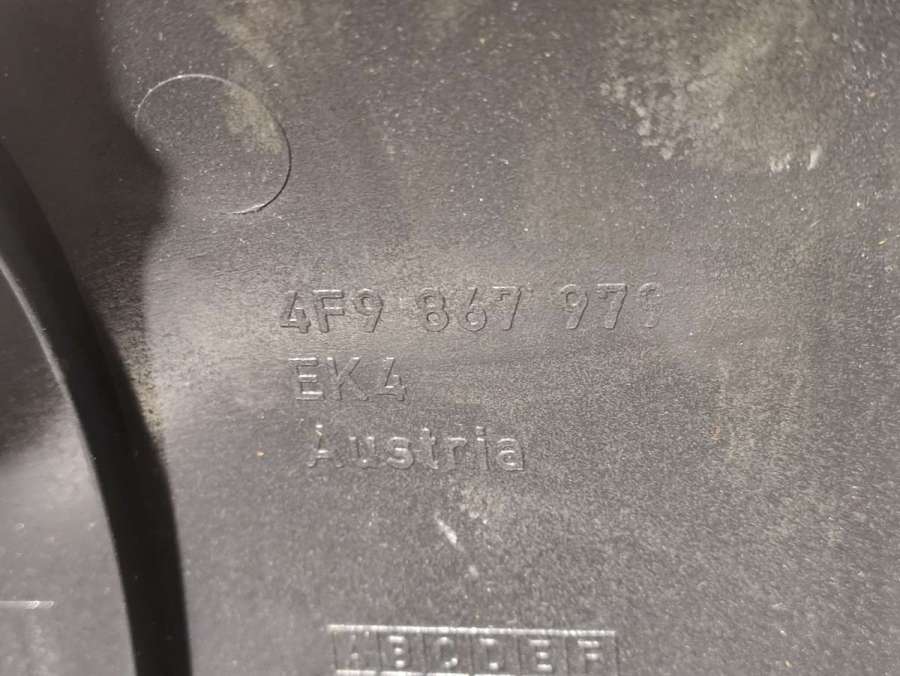 4F9 867 979
EK4
Austria
A B C D E F